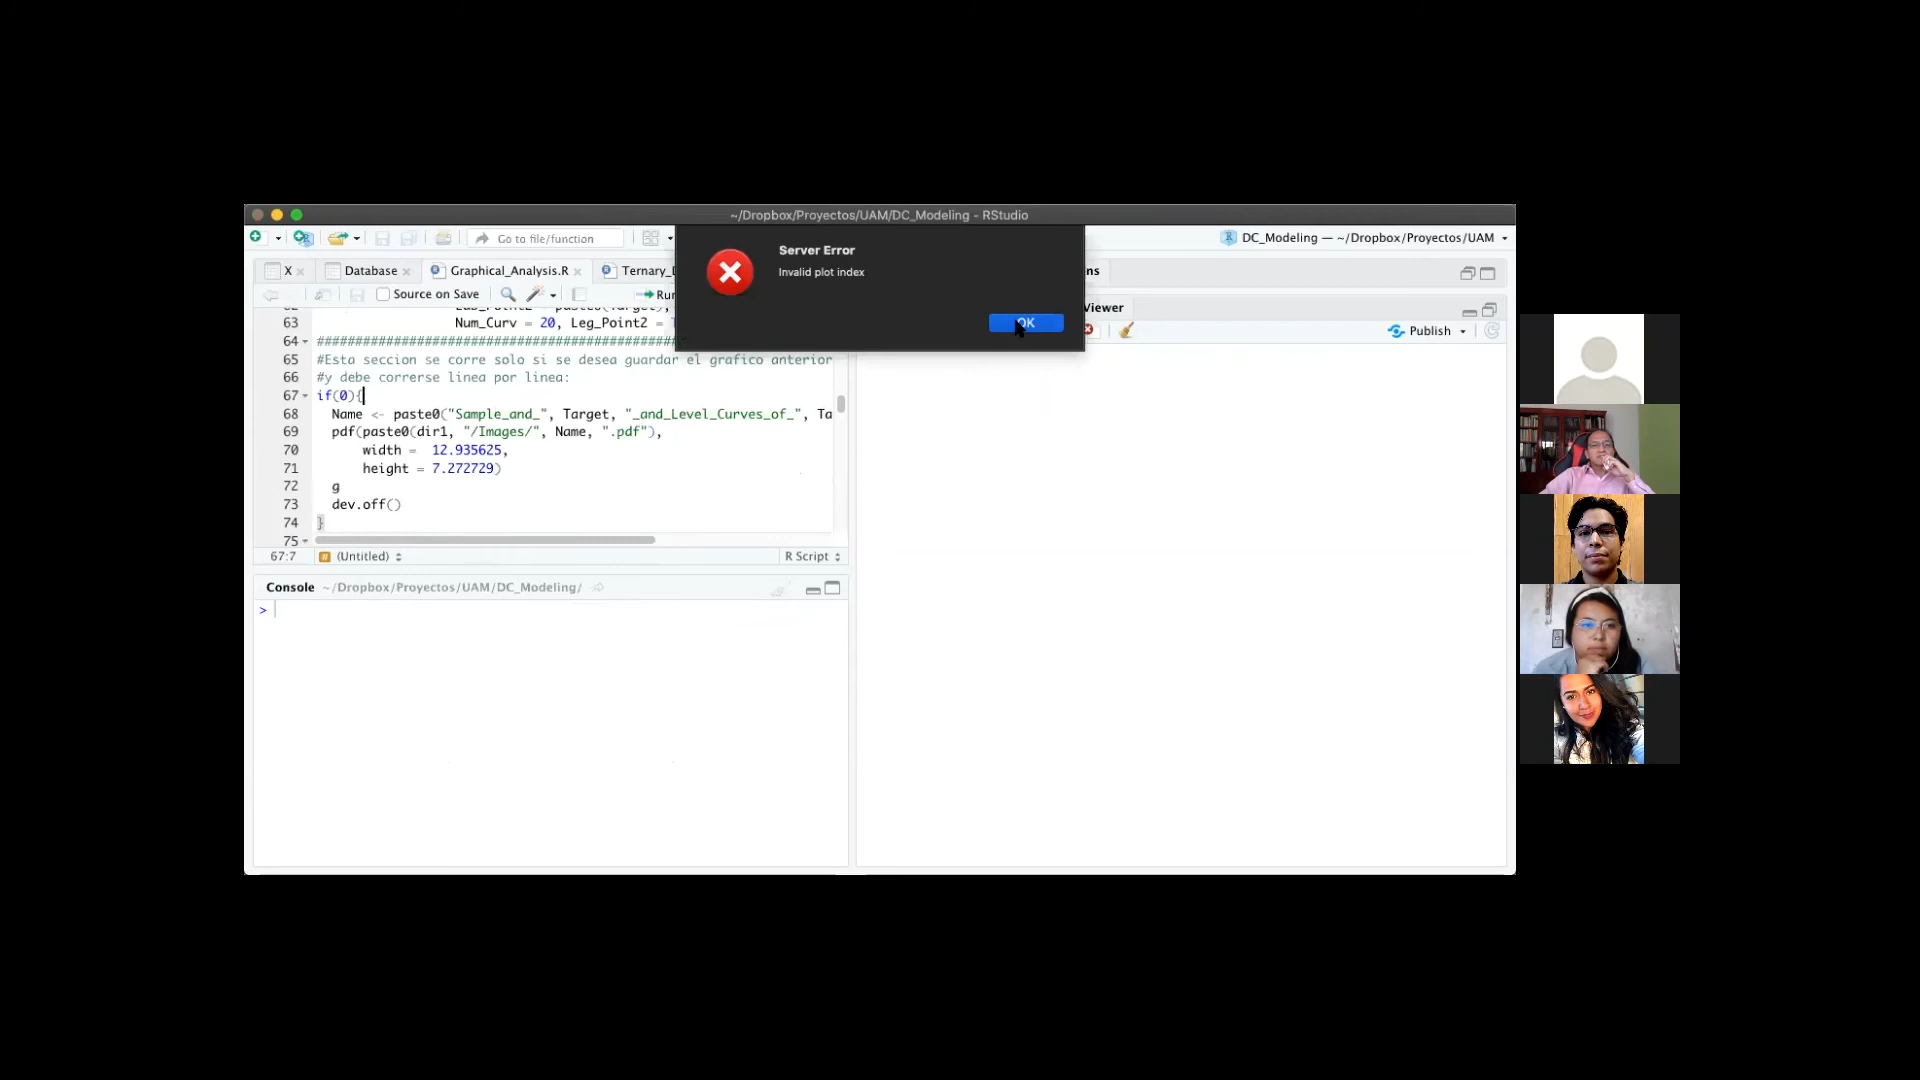 ~/Dropbox/Proyectos/UAM/DC_Modeling - RStudio
Go to file/function
DC_Modeling — ~/Dropbox/Proyectos/UAM
Server Error
Invalid plot index
OK
X
Database
Graphical_Analysis.R
ns
Source on Save
Run
Viewer
Publish
63 Num_Curv = 20, Leg_Point2 =
64 ################################################
65 #Esta seccion se corre solo si se desea guardar el grafico anterior
66 #y debe correrse linea por linea:
67 if(0){
68 Name <- paste0("Sample_and_", Target, "_and_Level_Curves_of_", Ta
69 pdf(paste0(dir1, "/Images/", Name, ".pdf"),
70 width = 12.935625,
71 height = 7.272729)
72 g
73 dev.off()
74 }
75
67:7 (Untitled) R Script
Console ~/Dropbox/Proyectos/UAM/DC_Modeling/
>